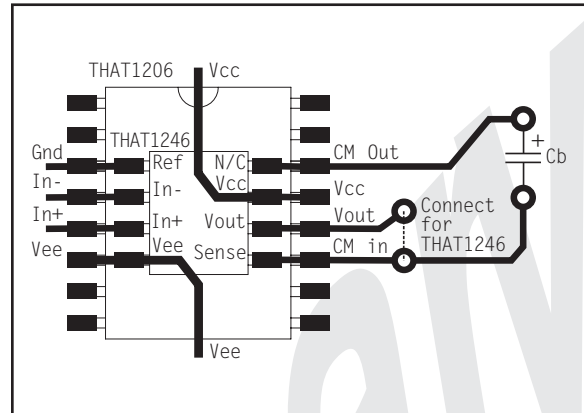 THAT1206
Vcc
THAT1246
Gnd
Ref
N/C
CM Out
+
Cb
In-
In-
Vcc
Vcc
In+
In+
Vout
Vout
Connect
for
THAT1246
Vee
Vee
Sense
CM in
Vee